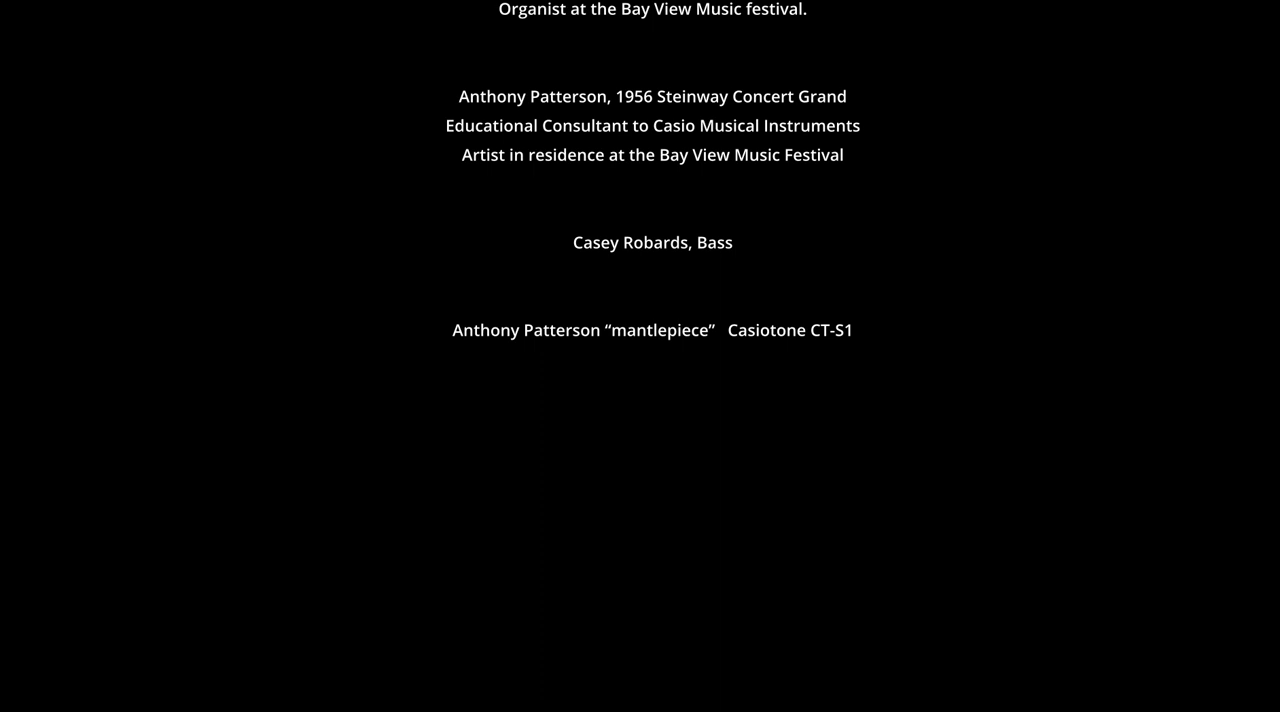 Organist at the Bay View Music festival.
Anthony Patterson, 1956 Steinway Concert Grand
Educational Consultant to Casio Musical Instruments
Artist in residence at the Bay View Music Festival
Casey Robards, Bass
Anthony Patterson “mantlepiece”   Casiotone CT-S1